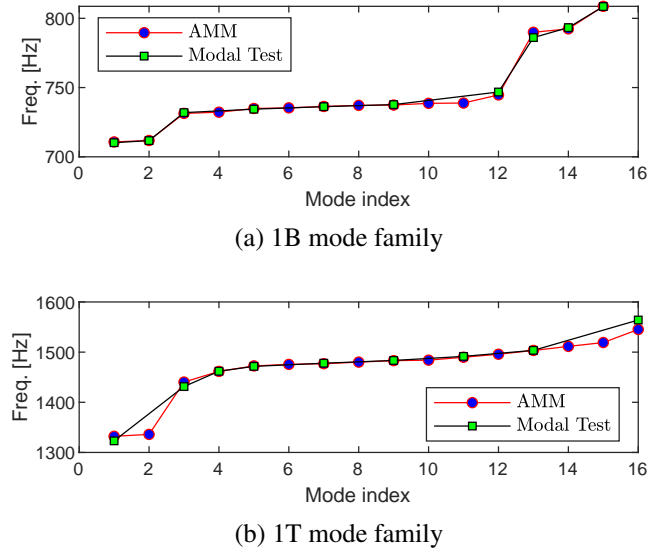 800
750
700
Freq. [Hz]
AMM
Modal Test
0 2 4 6 8 10 12 14 16
Mode index
(a) 1B mode family
1600
1500
1400
1300
Freq. [Hz]
AMM
Modal Test
0 2 4 6 8 10 12 14 16
Mode index
(b) 1T mode family